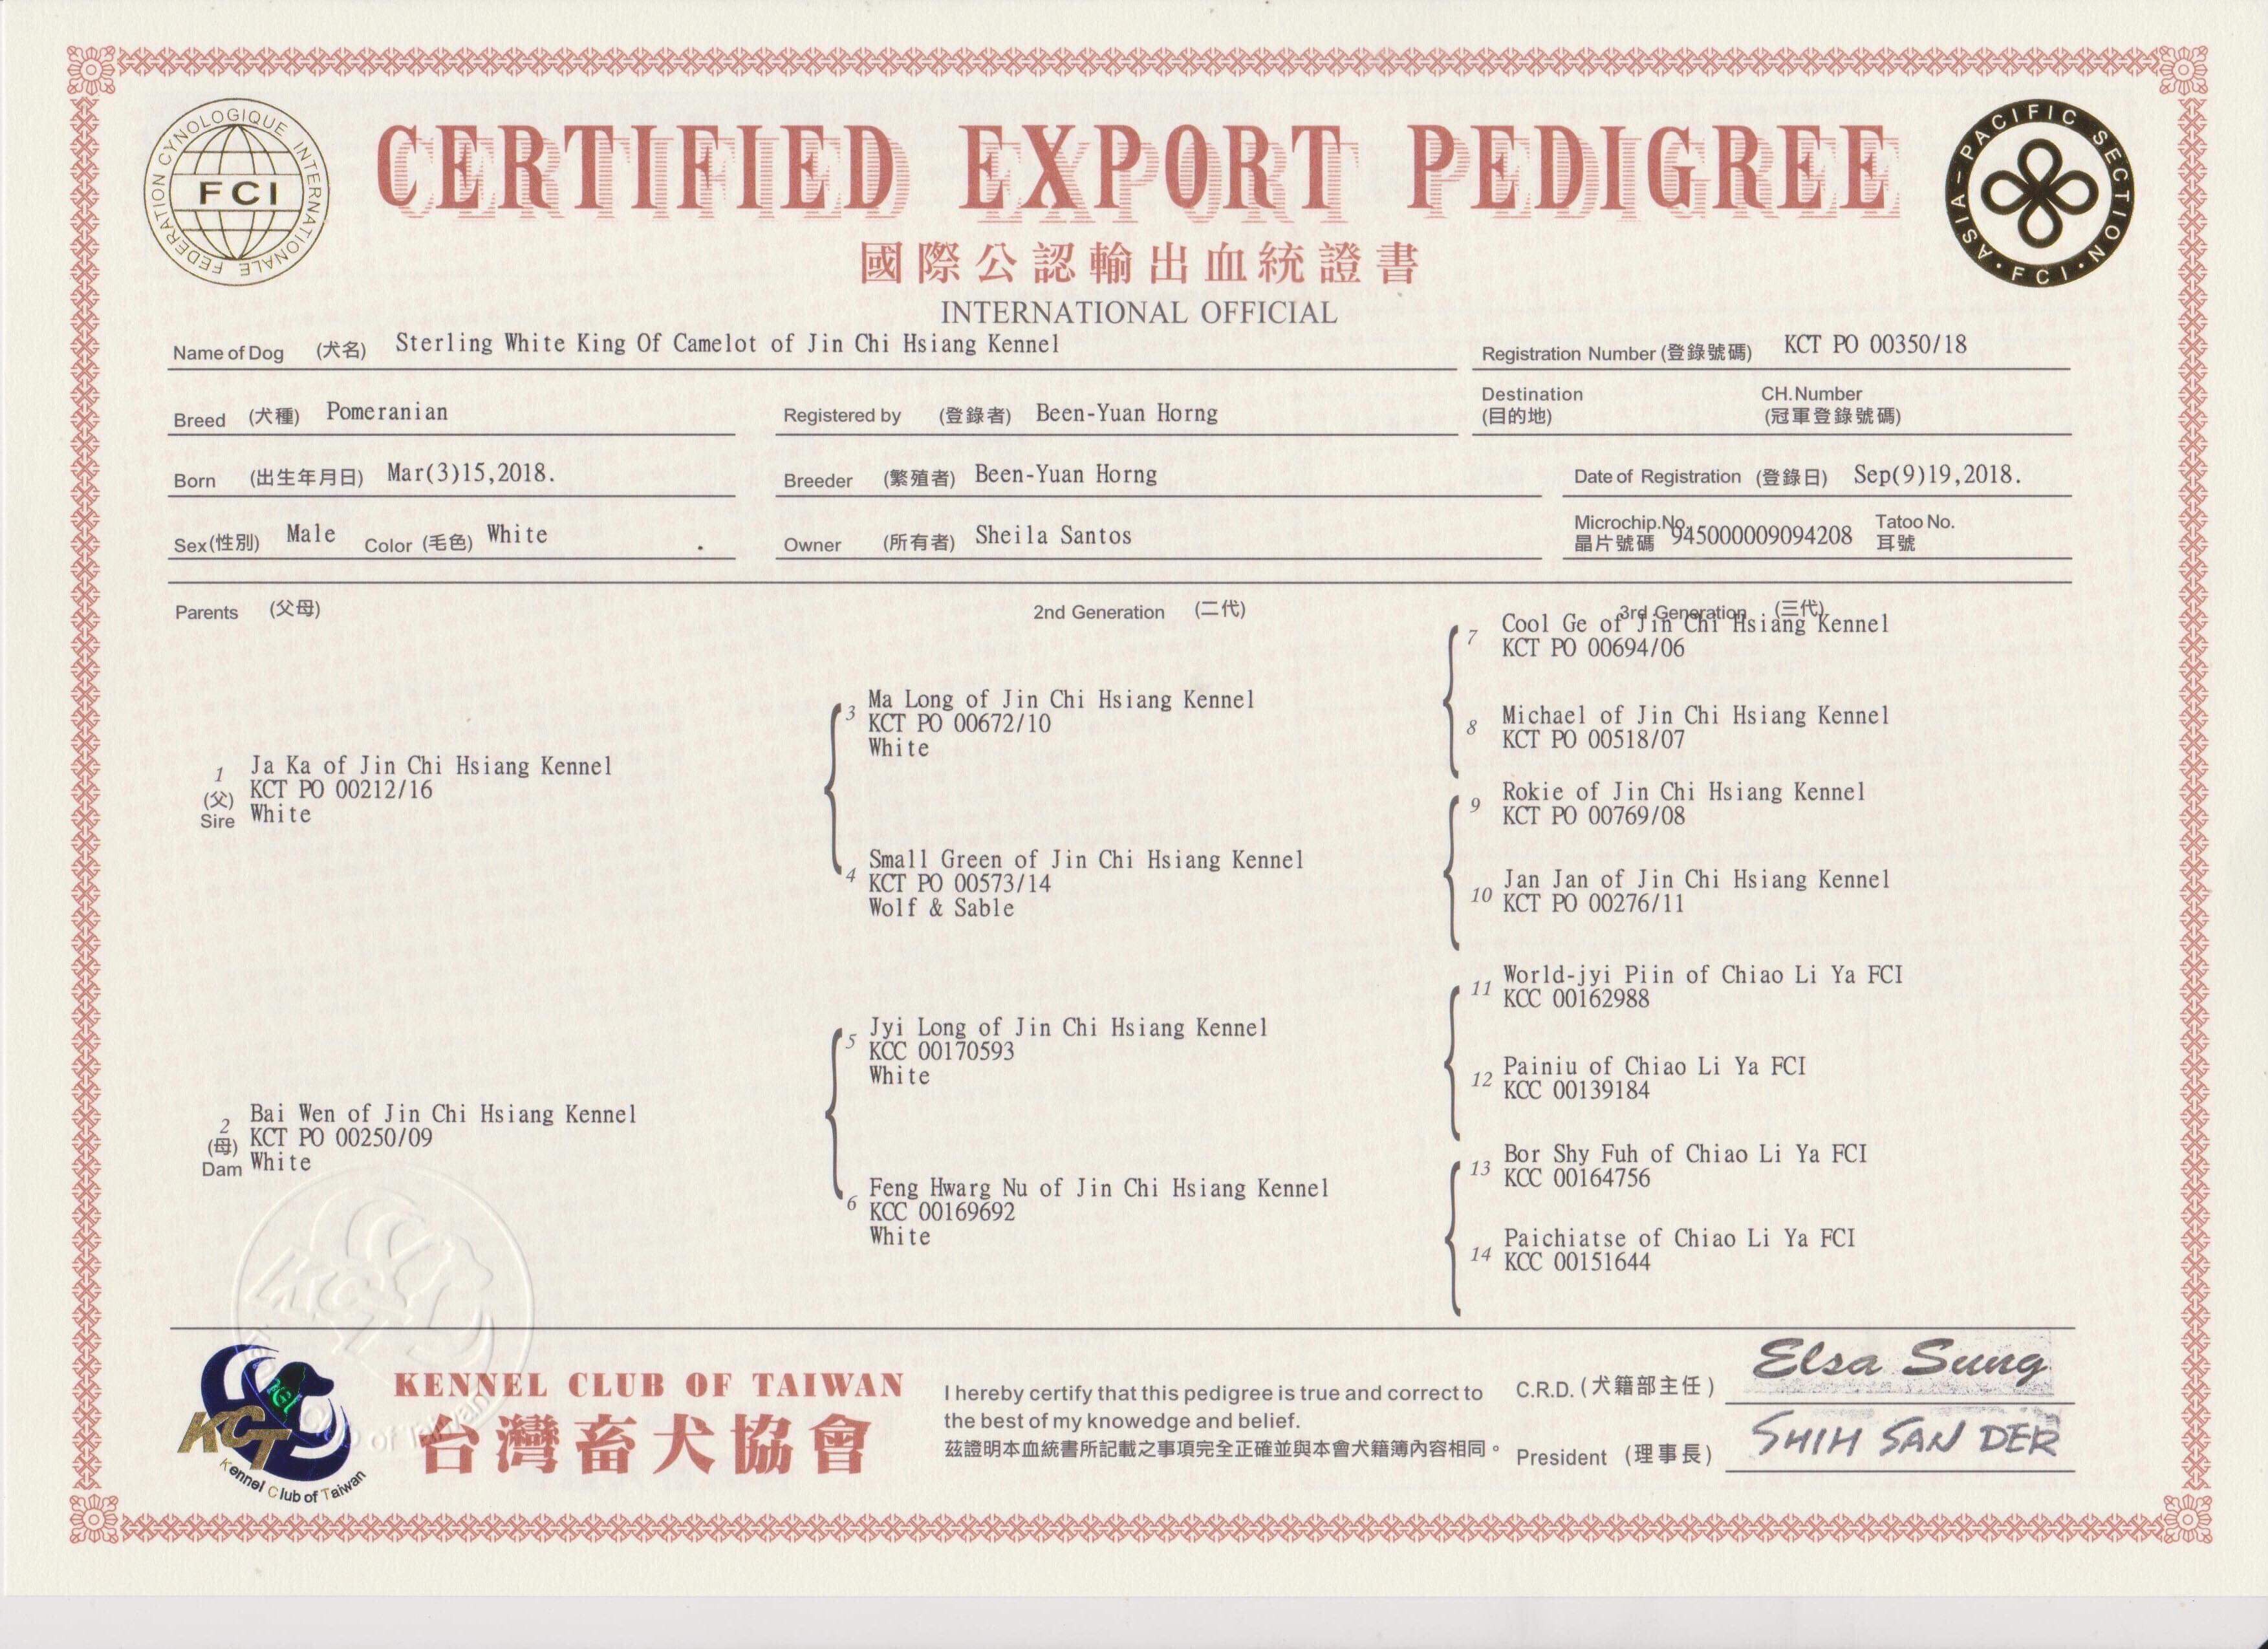 FEDERATION CYNOLOGIQUE INTERNATIONALE
FCI
CERTIFIED EXPORT PEDIGREE
ASIA-PACIFIC SECTION • FCI •
國際公認輸出血統證書
INTERNATIONAL OFFICIAL
Name of Dog (犬名) Sterling White King Of Camelot of Jin Chi Hsiang Kennel
Registration Number (登錄號碼) KCT PO 00350/18
Breed (犬種) Pomeranian
Registered by (登錄者) Been-Yuan Horng
Destination
(目的地)
CH.Number
(冠軍登錄號碼)
Born (出生年月日) Mar(3)15,2018.
Breeder (繁殖者) Been-Yuan Horng
Date of Registration (登錄日) Sep(9)19,2018.
Sex(性別) Male Color (毛色) White .
Owner (所有者) Sheila Santos
Microchip.No.
晶片號碼 945000009094208
Tatoo No.
耳號
Parents (父母)
2nd Generation (二代)
3rd Generation (三代)
1 Ja Ka of Jin Chi Hsiang Kennel
(父) KCT PO 00212/16
Sire White
2 Bai Wen of Jin Chi Hsiang Kennel
(母) KCT PO 00250/09
Dam White
3 Ma Long of Jin Chi Hsiang Kennel
KCT PO 00672/10
White
4 Small Green of Jin Chi Hsiang Kennel
KCT PO 00573/14
Wolf & Sable
5 Jyi Long of Jin Chi Hsiang Kennel
KCC 00170593
White
6 Feng Hwarg Nu of Jin Chi Hsiang Kennel
KCC 00169692
White
7 Cool Ge of Jin Chi Hsiang Kennel
KCT PO 00694/06
8 Michael of Jin Chi Hsiang Kennel
KCT PO 00518/07
9 Rokie of Jin Chi Hsiang Kennel
KCT PO 00769/08
10 Jan Jan of Jin Chi Hsiang Kennel
KCT PO 00276/11
11 World-jyi Piin of Chiao Li Ya FCI
KCC 00162988
12 Painiu of Chiao Li Ya FCI
KCC 00139184
13 Bor Shy Fuh of Chiao Li Ya FCI
KCC 00164756
14 Paichiatse of Chiao Li Ya FCI
KCC 00151644
KCT
Kennel Club of Taiwan
KENNEL CLUB OF TAIWAN
台灣畜犬協會
I hereby certify that this pedigree is true and correct to
the best of my knowedge and belief.
茲證明本血統書所記載之事項完全正確並與本會犬籍簿內容相同。
C.R.D. (犬籍部主任) Elsa Sung
President (理事長) SHIH SAN DER